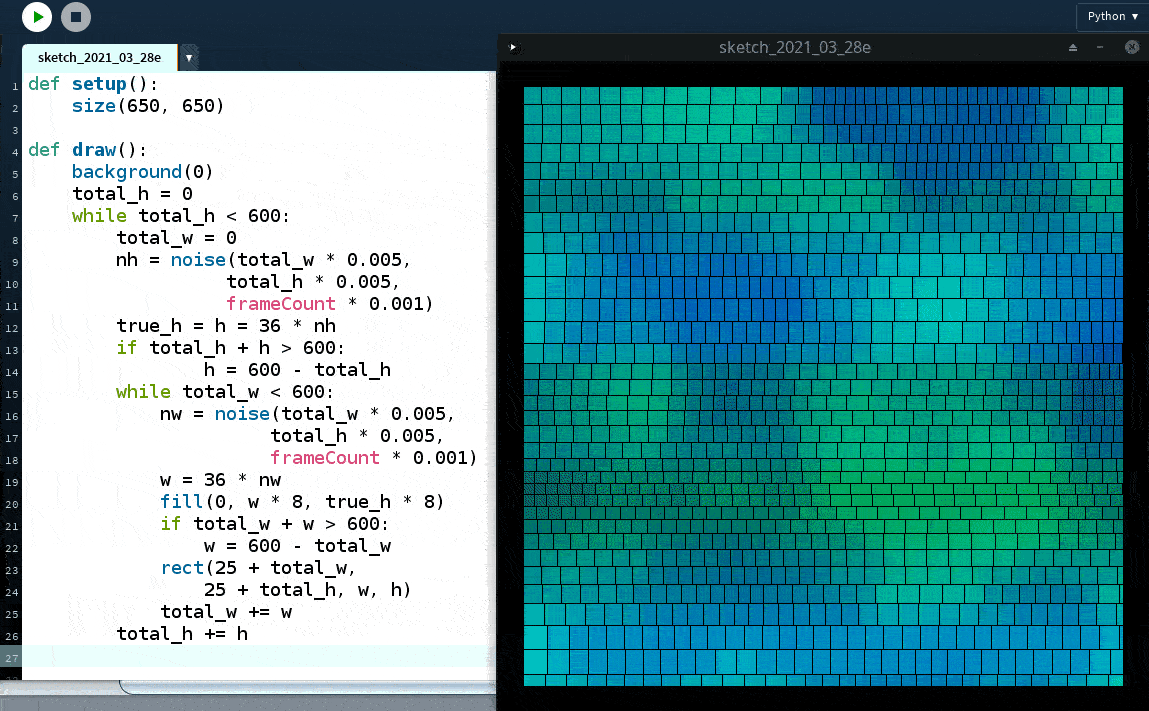 Python ▾
sketch_2021_03_28e ▾
sketch_2021_03_28e
1 def setup():
2     size(650, 650)
3
4 def draw():
5     background(0)
6     total_h = 0
7     while total_h < 600:
8         total_w = 0
9         nh = noise(total_w * 0.005,
10                   total_h * 0.005,
11                   frameCount * 0.001)
12         true_h = h = 36 * nh
13         if total_h + h > 600:
14                 h = 600 - total_h
15         while total_w < 600:
16             nw = noise(total_w * 0.005,
17                       total_h * 0.005,
18                       frameCount * 0.001)
19             w = 36 * nw
20             fill(0, w * 8, true_h * 8)
21             if total_w + w > 600:
22                 w = 600 - total_w
23             rect(25 + total_w,
24                 25 + total_h, w, h)
25             total_w += w
26         total_h += h
27